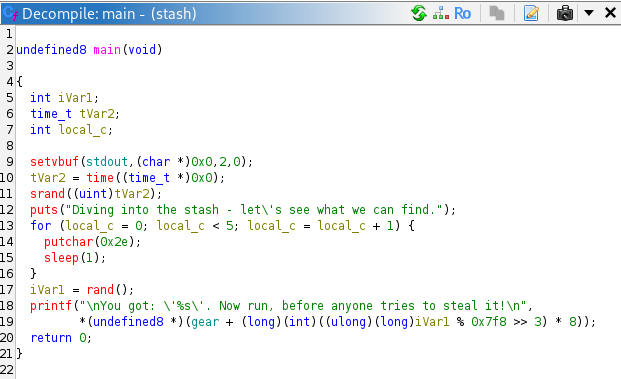 Decompile: main - (stash)
Ro
1
2 undefined8 main(void)
3
4 {
5 int iVar1;
6 time_t tVar2;
7 int local_c;
8
9 setvbuf(stdout,(char *)0x0,2,0);
10 tVar2 = time((time_t *)0x0);
11 srand((uint)tVar2);
12 puts("Diving into the stash - let\'s see what we can find.");
13 for (local_c = 0; local_c < 5; local_c = local_c + 1) {
14 putchar(0x2e);
15 sleep(1);
16 }
17 iVar1 = rand();
18 printf("\nYou got: \'%s\'. Now run, before anyone tries to steal it!\n",
19 *(undefined8 *)(gear + (long)(int)((ulong)(long)iVar1 % 0x7f8 >> 3) * 8));
20 return 0;
21 }
22